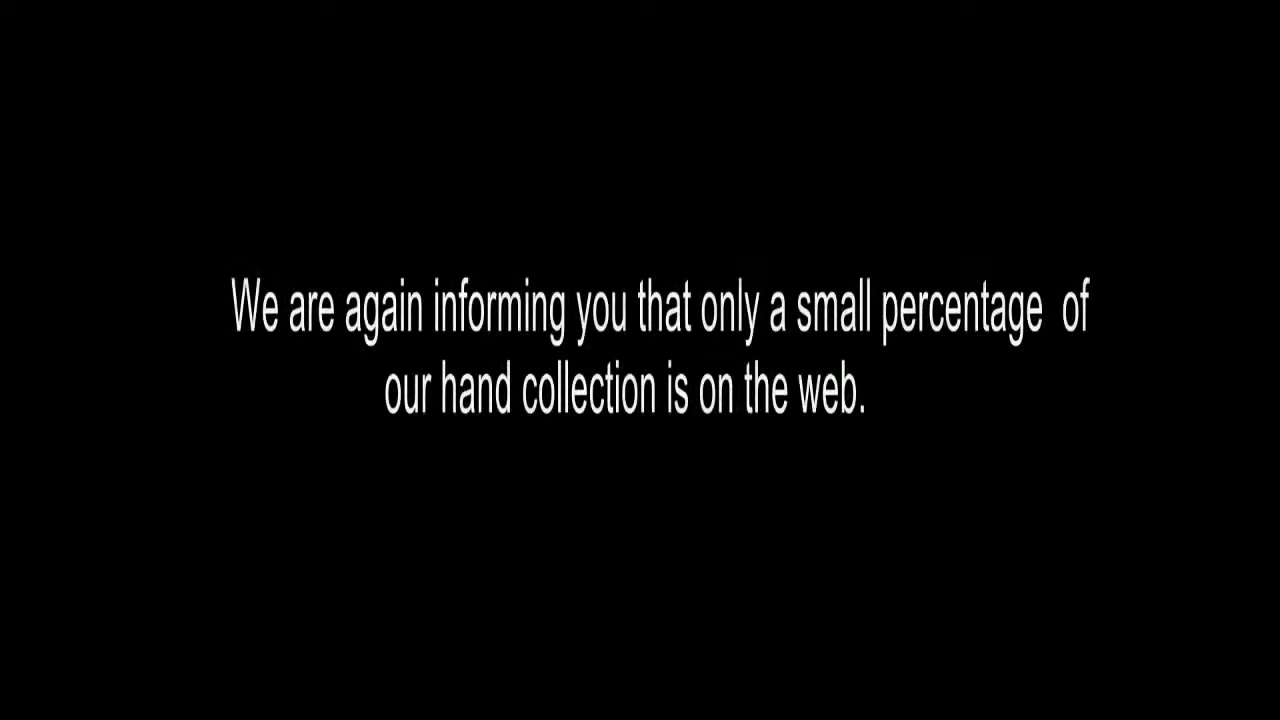 We are again informing you that only a small percentage of
our hand collection is on the web.